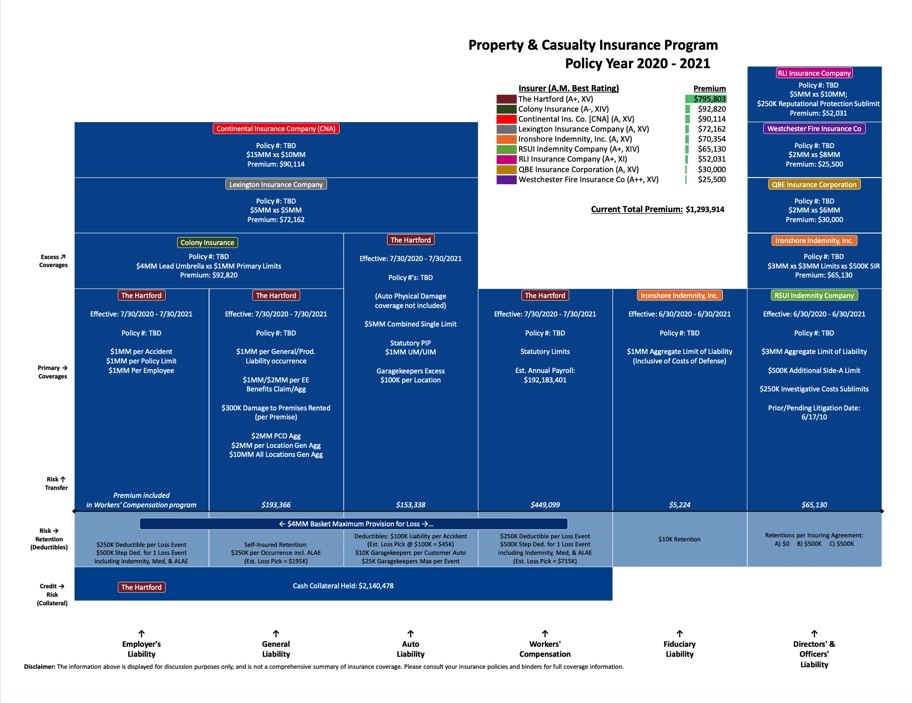 Property & Casualty Insurance Program
Policy Year 2020 - 2021
Insurer (A.M. Best Rating) Premium
The Hartford (A+, XV) $795,803
Colony Insurance (A-, XIV) $92,820
Continental Ins. Co. [CNA] (A, XV) $90,114
Lexington Insurance Company (A, XV) $72,162
Ironshore Indemnity, Inc. (A, XV) $70,354
RSUI Indemnity Company (A+, XIV) $65,130
RLI Insurance Company (A+, XI) $52,031
QBE Insurance Corporation (A, XV) $30,000
Westchester Fire Insurance Co (A++, XV) $25,500
Current Total Premium: $1,293,914
RLI Insurance Company
Policy #: TBD
$5MM xs $10MM;
$250K Reputational Protection Sublimit
Premium: $52,031
Continental Insurance Company (CNA)
Policy #: TBD
$15MM xs $10MM
Premium: $90,114
Westchester Fire Insurance Co
Policy #: TBD
$2MM xs $8MM
Premium: $25,500
Lexington Insurance Company
Policy #: TBD
$5MM xs $5MM
Premium: $72,162
QBE Insurance Corporation
Policy #: TBD
$2MM xs $6MM
Premium: $30,000
Excess ↗
Coverages
Colony Insurance
Policy #: TBD
$4MM Lead Umbrella xs $1MM Primary Limits
Premium: $92,820
The Hartford
Effective: 7/30/2020 - 7/30/2021
Policy #'s: TBD
(Auto Physical Damage
coverage not included)
$5MM Combined Single Limit
Statutory PIP
$1MM UM/UIM
Garagekeepers Excess
$100K per Location
Ironshore Indemnity, Inc.
Policy #: TBD
$3MM xs $3MM Limits xs $500K SIR
Premium: $65,130
Primary →
Coverages
The Hartford
Effective: 7/30/2020 - 7/30/2021
Policy #: TBD
$1MM per Accident
$1MM per Policy Limit
$1MM Per Employee
The Hartford
Effective: 7/30/2020 - 7/30/2021
Policy #: TBD
$1MM per General/Prod.
Liability occurrence
$1MM/$2MM per EE
Benefits Claim/Agg
$300K Damage to Premises Rented
(per Premise)
$2MM PCO Agg
$2MM per Location Gen Agg
$10MM All Locations Gen Agg
The Hartford
Effective: 7/30/2020 - 7/30/2021
Policy #: TBD
Statutory Limits
Est. Annual Payroll:
$192,183,401
Ironshore Indemnity, Inc.
Effective: 6/30/2020 - 6/30/2021
Policy #: TBD
$1MM Aggregate Limit of Liability
(Inclusive of Costs of Defense)
RSUI Indemnity Company
Effective: 6/30/2020 - 6/30/2021
Policy #: TBD
$3MM Aggregate Limit of Liability
$500K Additional Side-A Limit
$250K Investigative Costs Sublimits
Prior/Pending Litigation Date:
6/17/10
Risk ↑
Transfer
Premium included
in Workers' Compensation program
$193,366
$153,338
$449,099
$5,224
$65,130
Risk →
Retention
(Deductibles)
← $4MM Basket Maximum Provision for Loss →...
$250K Deductible per Loss Event
$500K Step Ded. for 1 Loss Event
including Indemnity, Med, & ALAE
Self-Insured Retention:
$250K per Occurrence incl. ALAE
(Est. Loss Pick = $195K)
Deductibles: $100K Liability per Accident
(Est. Loss Pick @ $100K = $45K)
$10K Garagekeepers per Customer Auto
$25K Garagekeepers Max per Event
$250K Deductible per Loss Event
$500K Step Ded. for 1 Loss Event
including Indemnity, Med, & ALAE
(Est. Loss Pick = $715K)
$10K Retention
Retentions per Insuring Agreement:
A) $0 B) $500K C) $500K
Credit →
Risk
(Collateral)
The Hartford
Cash Collateral Held: $2,140,478
↑
Employer's
Liability
↑
General
Liability
↑
Auto
Liability
↑
Workers'
Compensation
↑
Fiduciary
Liability
↑
Directors' &
Officers'
Liability
Disclaimer: The information above is displayed for discussion purposes only, and is not a comprehensive summary of insurance coverage. Please consult your insurance policies and binders for full coverage information.